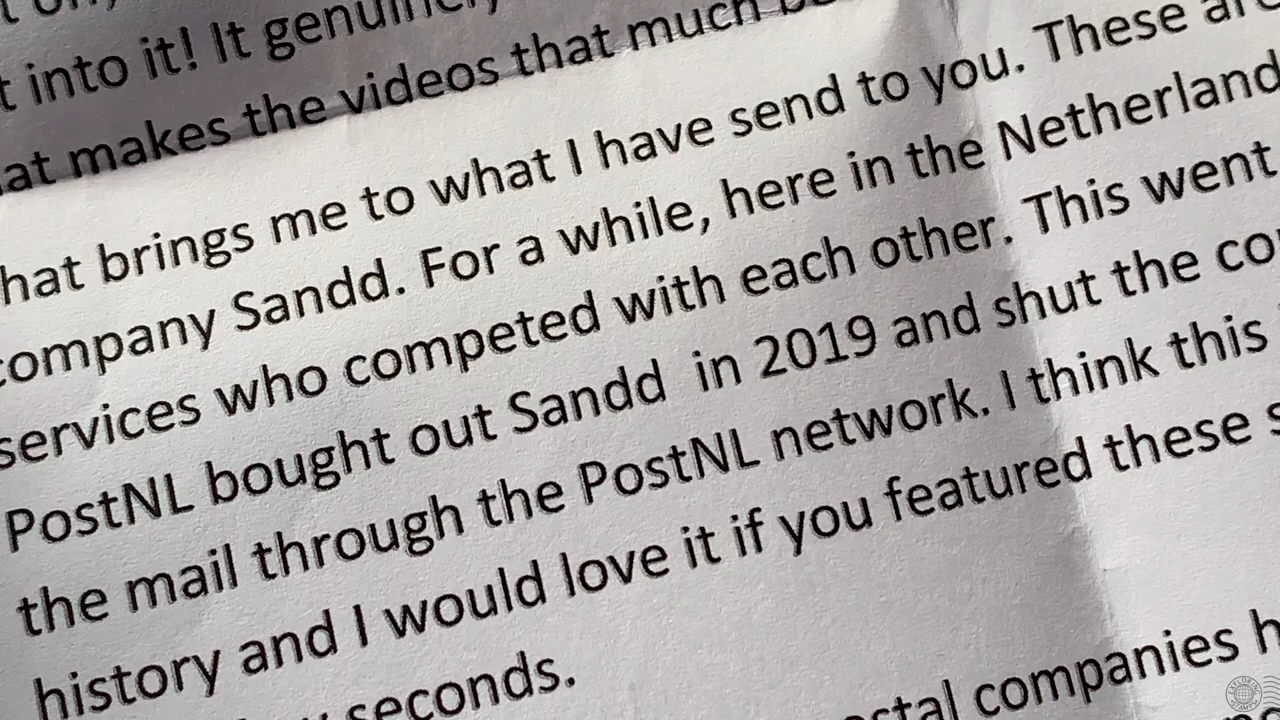 into it! It genuinely
makes the videos that much
brings me to what I have send to you. These
company Sandd. For a while, here in the Netherland
services who competed with each other. This went
PostNL bought out Sandd in 2019 and shut the
the mail through the PostNL network. I think this
history and I would love it if you featured these
seconds.
companies